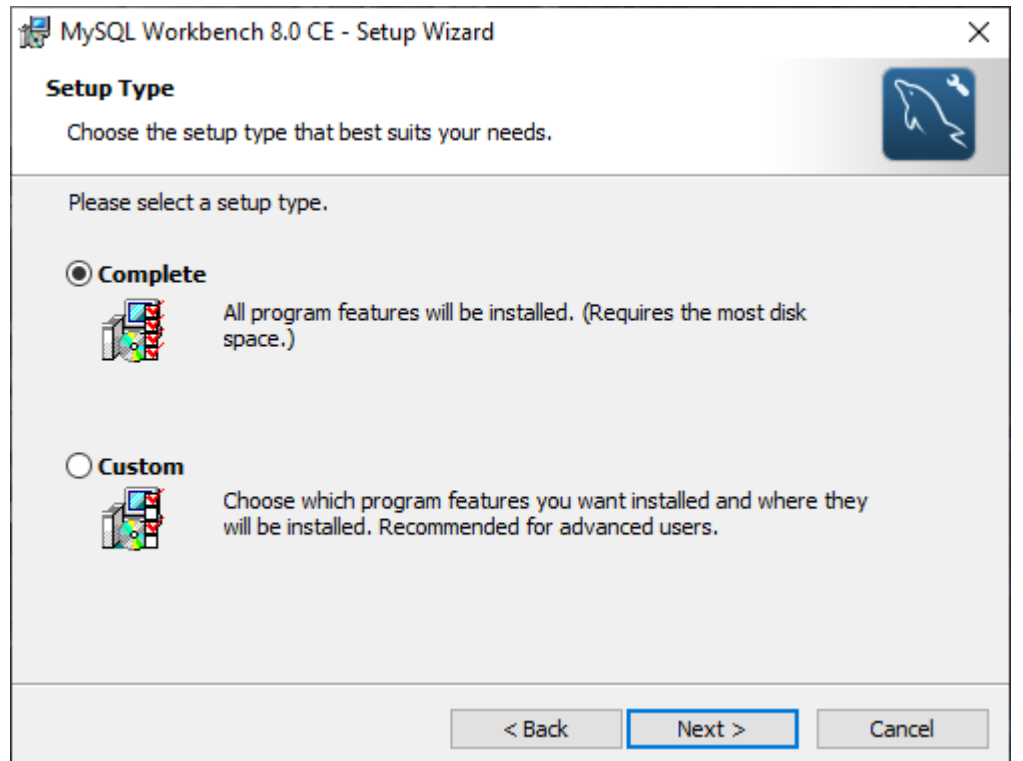 MySQL Workbench 8.0 CE - Setup Wizard
Setup Type
Choose the setup type that best suits your needs.
Please select a setup type.
Complete
All program features will be installed. (Requires the most disk
space.)
Custom
Choose which program features you want installed and where they
will be installed. Recommended for advanced users.
< Back Next > Cancel